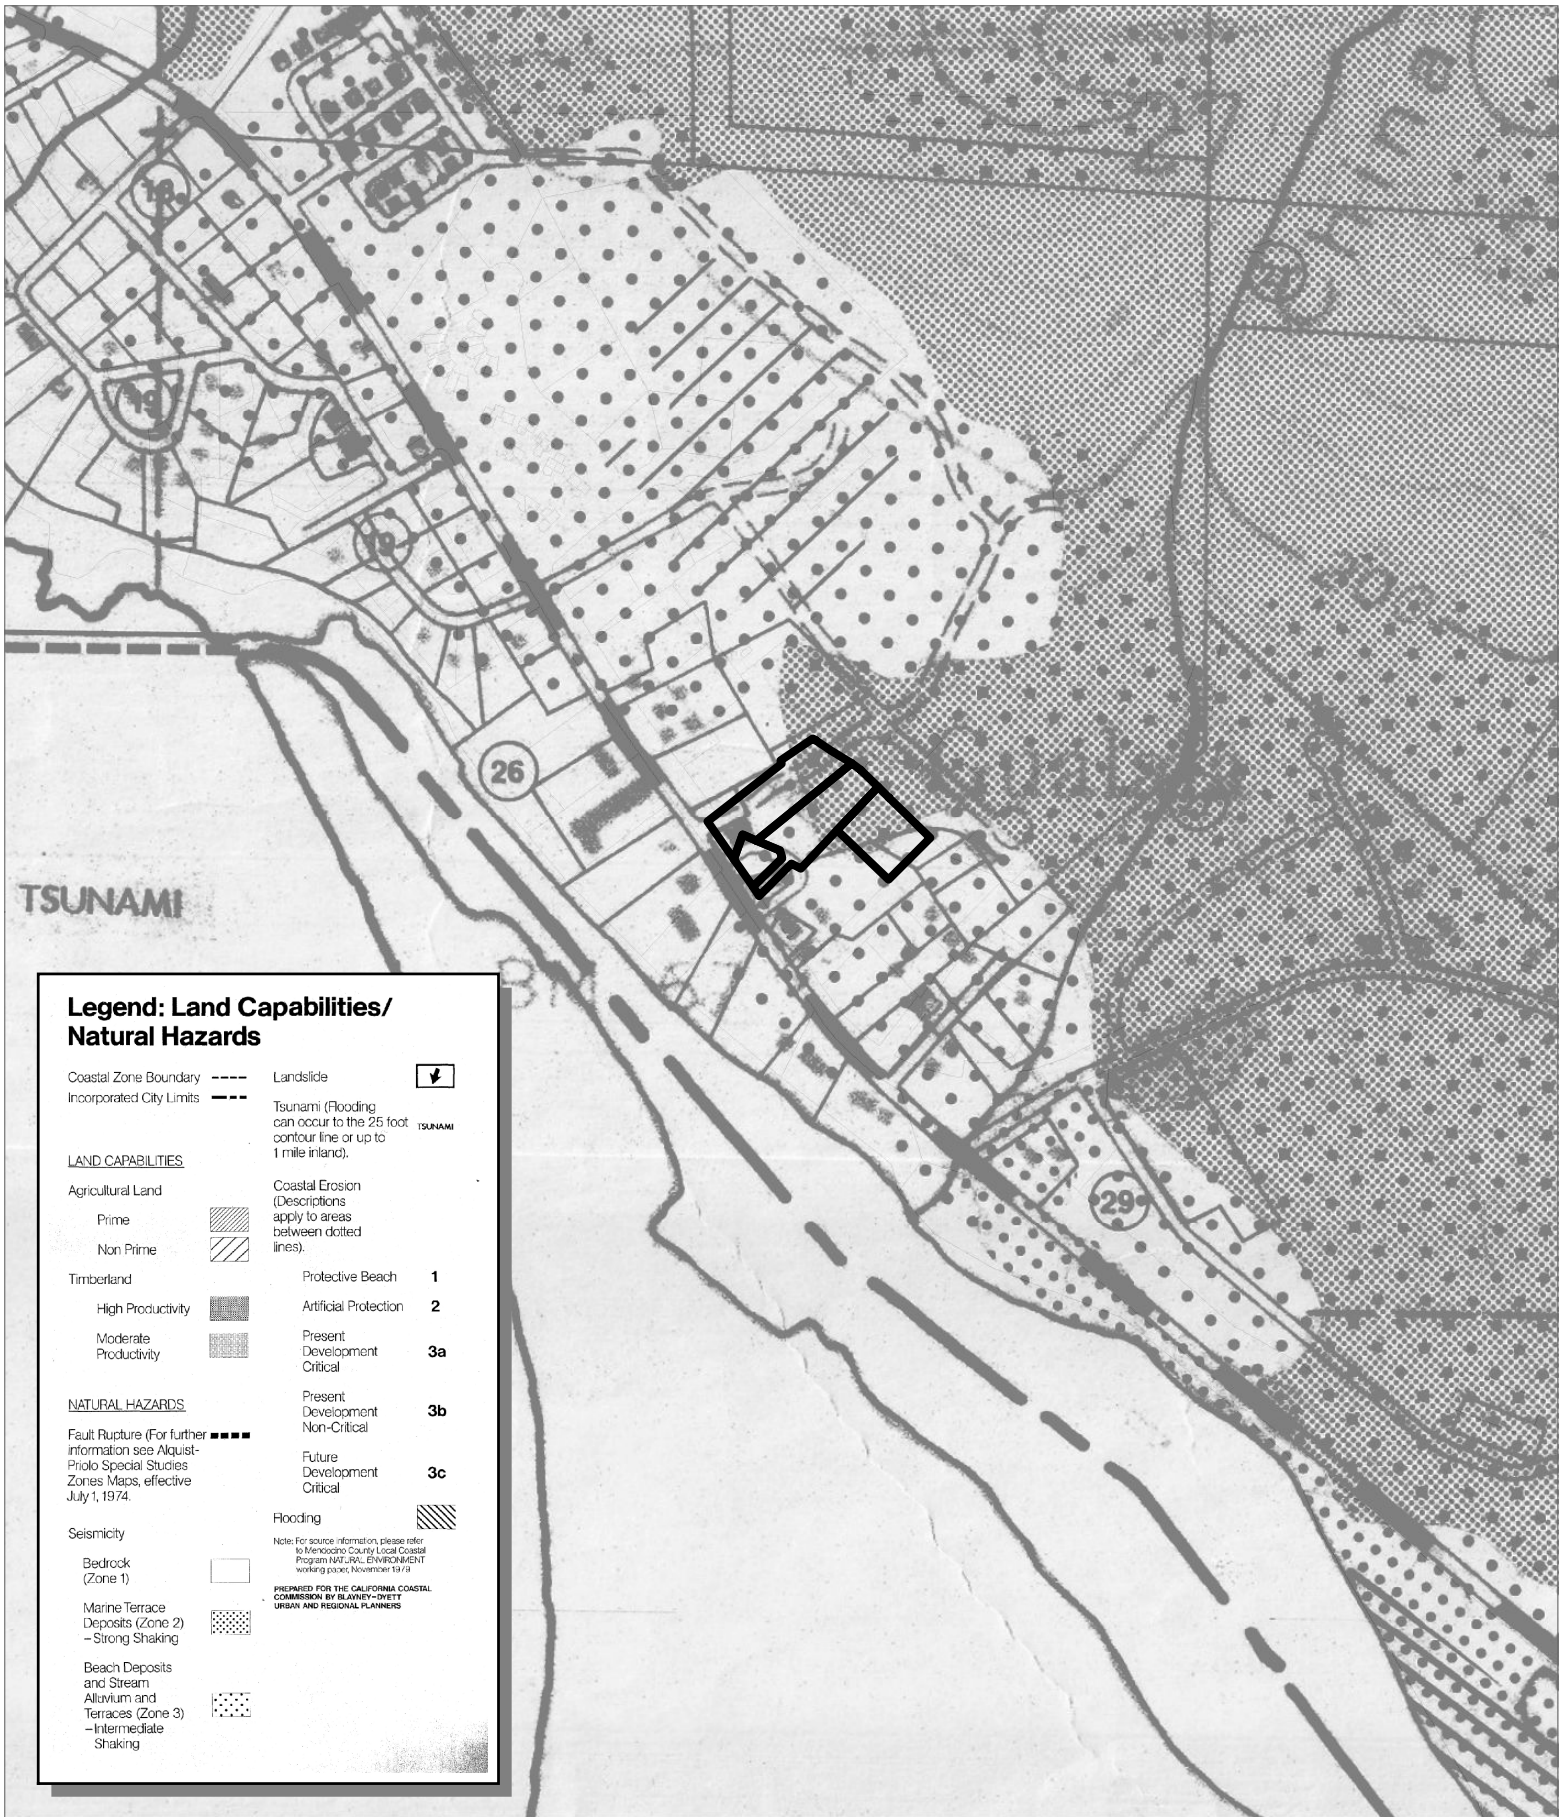 19
21
19
19
Gualala
26
TSUNAMI
29
Legend: Land Capabilities/
Natural Hazards
Coastal Zone Boundary
Incorporated City Limits
LAND CAPABILITIES
Agricultural Land
Prime
Non Prime
Timberland
High Productivity
Moderate
Productivity
NATURAL HAZARDS
Fault Rupture (For further
information see Alquist-
Priolo Special Studies
Zones Maps, effective
July 1, 1974.
Seismicity
Bedrock
(Zone 1)
Marine Terrace
Deposits (Zone 2)
–Strong Shaking
Beach Deposits
and Stream
Alluvium and
Terraces (Zone 3)
–Intermediate
Shaking
Landslide
Tsunami (Flooding
can occur to the 25 foot
contour line or up to
1 mile inland).
TSUNAMI
Coastal Erosion
(Descriptions
apply to areas
between dotted
lines).
Protective Beach 1
Artificial Protection 2
Present
Development
Critical
3a
Present
Development
Non-Critical
3b
Future
Development
Critical
3c
Flooding
Note: For source information, please refer
to Mendocino County Local Coastal
Program NATURAL ENVIRONMENT
working paper, November 1979
PREPARED FOR THE CALIFORNIA COASTAL
COMMISSION BY BLAYNEY-DYETT
URBAN AND REGIONAL PLANNERS